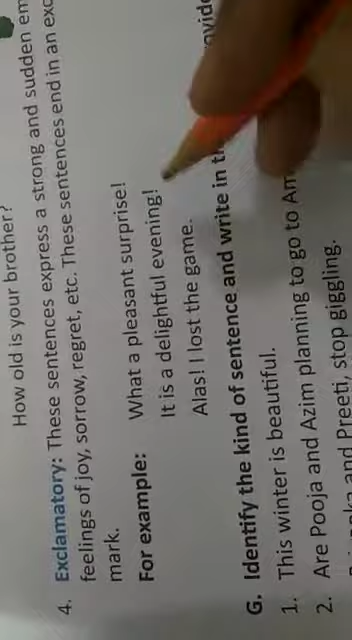 How old is your brother?
4. Exclamatory: These sentences express a strong and sudden em
feelings of joy, sorrow, regret, etc. These sentences end in an exc
mark.
For example: What a pleasant surprise!
It is a delightful evening!
Alas! I lost the game.
G. Identify the kind of sentence and write in th
1. This winter is beautiful.
2. Are Pooja and Azim planning to go to Am
and Preeti, stop giggling.